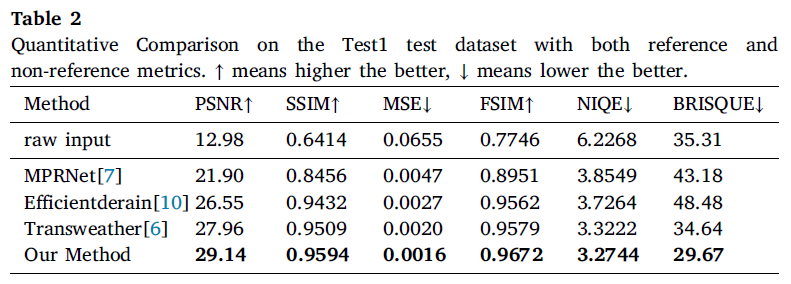 Table 2
Quantitative Comparison on the Test1 test dataset with both reference and
non-reference metrics. ↑ means higher the better, ↓ means lower the better.
Method PSNR↑ SSIM↑ MSE↓ FSIM↑ NIQE↓ BRISQUE↓
raw input 12.98 0.6414 0.0655 0.7746 6.2268 35.31
MPRNet[7] 21.90 0.8456 0.0047 0.8951 3.8549 43.18
Efficientderain[10] 26.55 0.9432 0.0027 0.9562 3.7264 48.48
Transweather[6] 27.96 0.9509 0.0020 0.9579 3.3222 34.64
Our Method 29.14 0.9594 0.0016 0.9672 3.2744 29.67